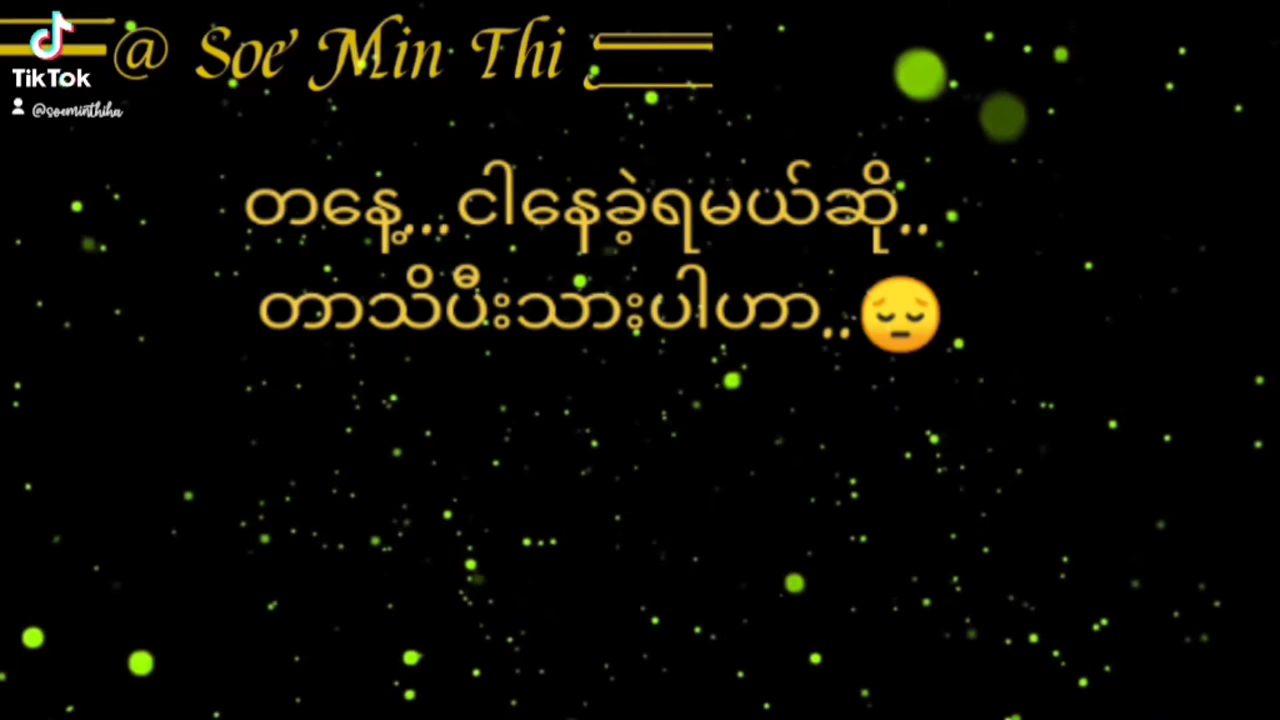 @ Soe' Min Thi
TikTok
@soeminthiha
တနေ့...ငါနေခဲ့ရမယ်ဆို..
တာသိပီးသားပါဟာ..😔